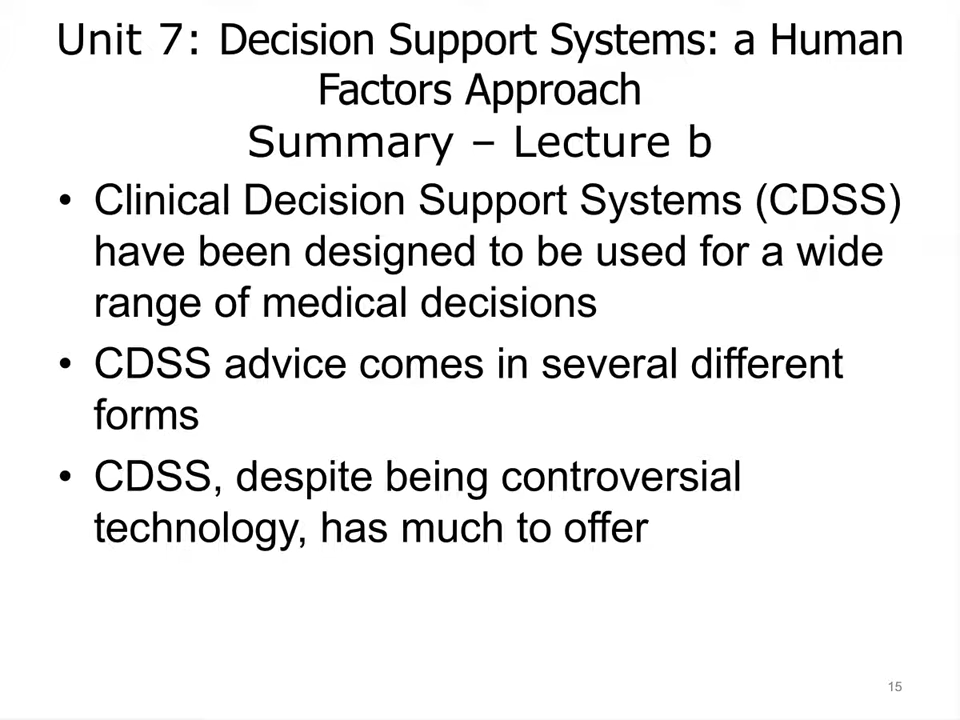 Unit 7: Decision Support Systems: a Human
Factors Approach
Summary – Lecture b
• Clinical Decision Support Systems (CDSS)
have been designed to be used for a wide
range of medical decisions
• CDSS advice comes in several different
forms
• CDSS, despite being controversial
technology, has much to offer
15